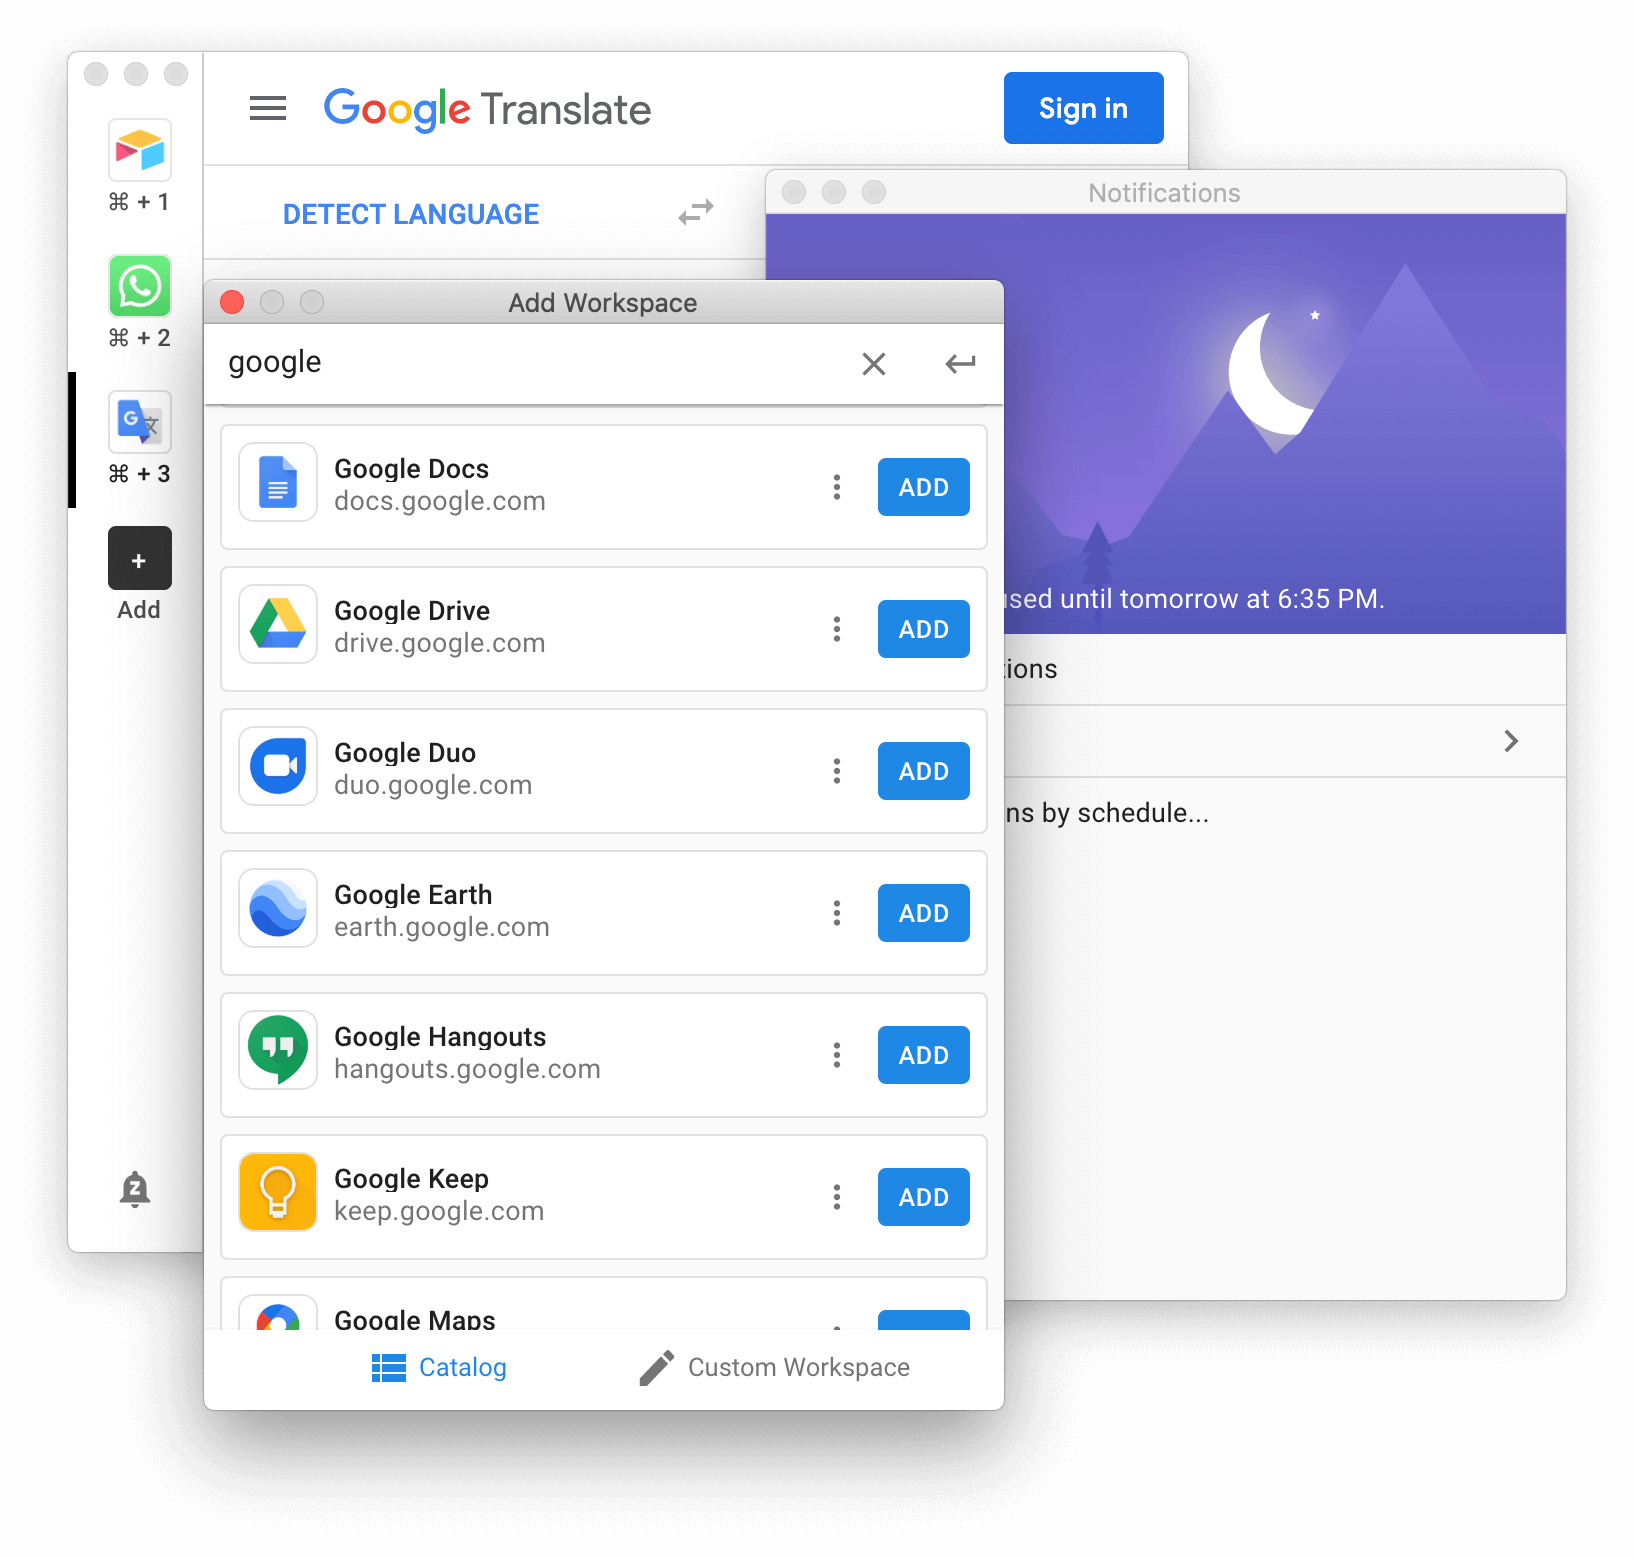 Google Translate
Sign in
⌘ + 1
DETECT LANGUAGE
Notifications
⌘ + 2
Add Workspace
google
⌘ + 3
+
Add
Google Docs
docs.google.com
ADD
Google Drive
drive.google.com
ADD
until tomorrow at 6:35 PM.
Google Duo
duo.google.com
ADD
by schedule...
Google Earth
earth.google.com
ADD
Google Hangouts
hangouts.google.com
ADD
Google Keep
keep.google.com
ADD
Google Maps
Catalog
Custom Workspace